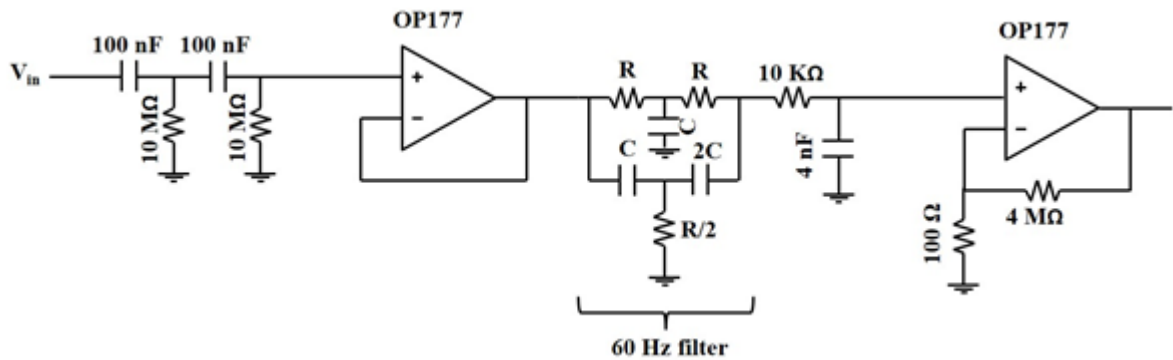 OP177
OP177
100 nF 100 nF
V_in
10 MΩ
10 MΩ
+
−
R
R
10 KΩ
C
C
2C
R/2
4 nF
+
−
100 Ω
4 MΩ
60 Hz filter